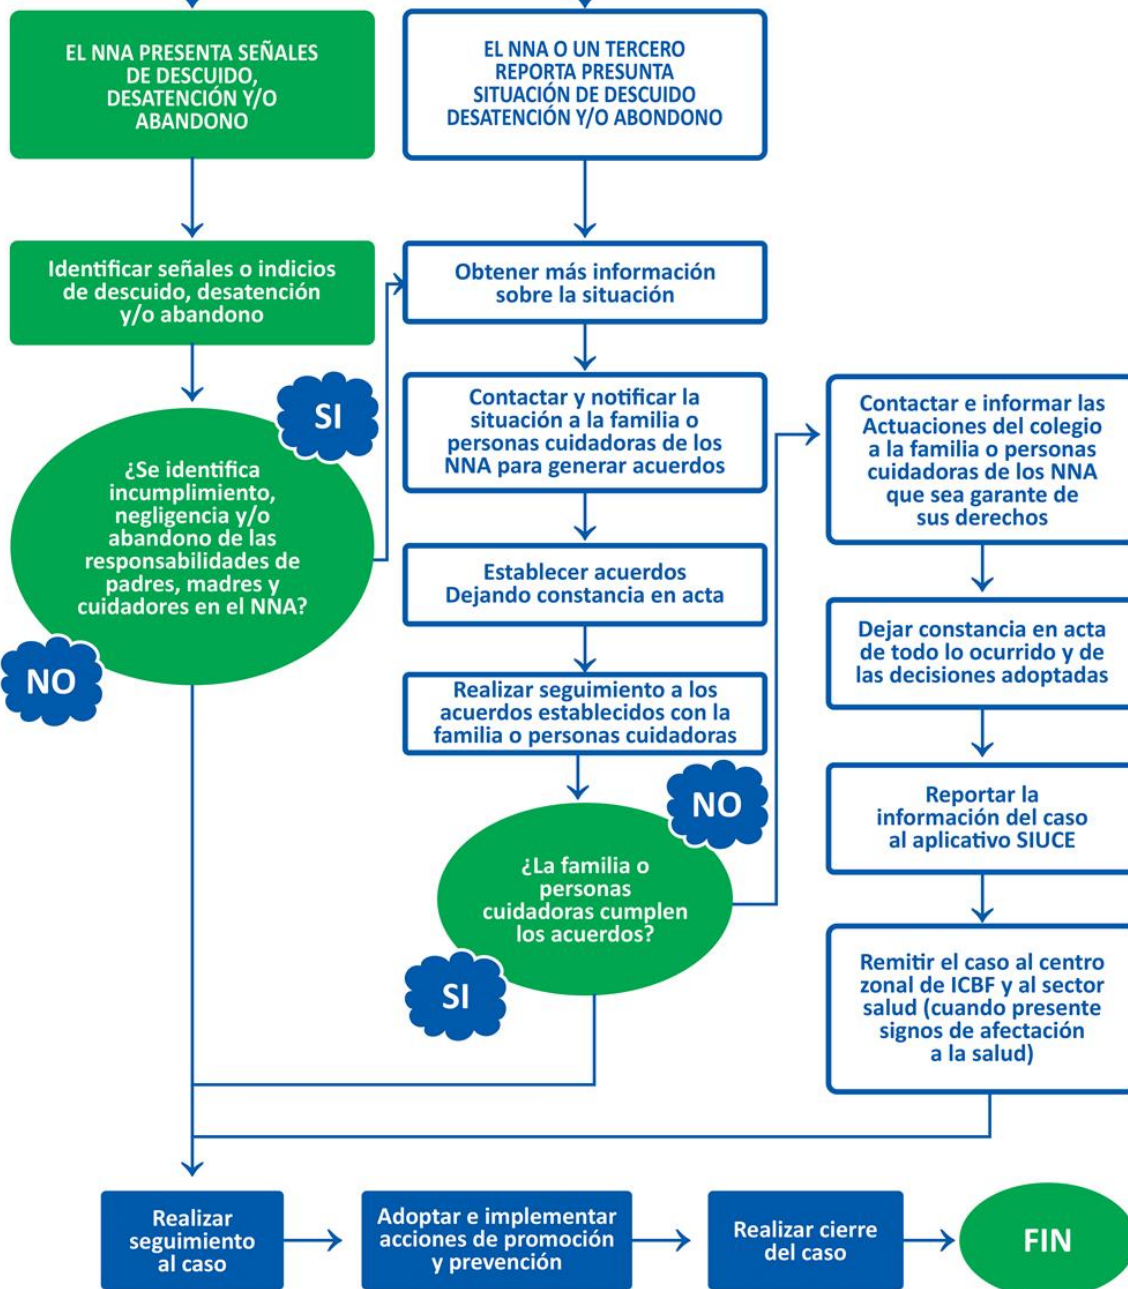 EL NNA PRESENTA SEÑALES
DE DESCUIDO,
DESATENCIÓN Y/O
ABANDONO
EL NNA O UN TERCERO
REPORTA PRESUNTA
SITUACIÓN DE DESCUIDO
DESATENCIÓN Y/O ABONDONO
Identificar señales o indicios
de descuido, desatención
y/o abandono
Obtener más información
sobre la situación
SI
¿Se identifica
incumplimiento,
negligencia y/o
abandono de las
responsabilidades de
padres, madres y
cuidadores en el NNA?
NO
Contactar y notificar la
situación a la familia o
personas cuidadoras de los
NNA para generar acuerdos
Establecer acuerdos
Dejando constancia en acta
Realizar seguimiento a los
acuerdos establecidos con la
familia o personas cuidadoras
NO
¿La familia o
personas
cuidadoras cumplen
los acuerdos?
SI
Contactar e informar las
Actuaciones del colegio
a la familia o personas
cuidadoras de los NNA
que sea garante de
sus derechos
Dejar constancia en acta
de todo lo ocurrido y de
las decisiones adoptadas
Reportar la
información del caso
al aplicativo SIUCE
Remitir el caso al centro
zonal de ICBF y al sector
salud (cuando presente
signos de afectación
a la salud)
Realizar
seguimiento
al caso
Adoptar e implementar
acciones de promoción
y prevención
Realizar cierre
del caso
FIN